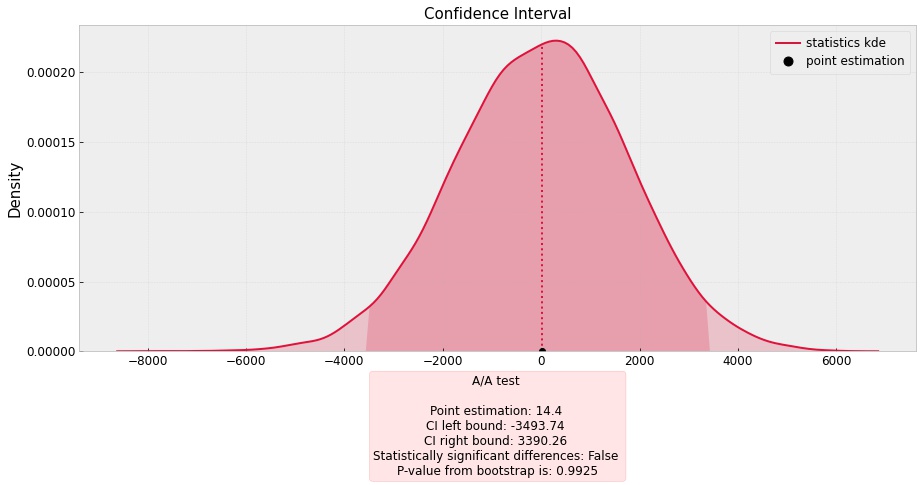 Confidence Interval
statistics kde
point estimation
Density
0.00020
0.00015
0.00010
0.00005
0.00000
−8000 −6000 −4000 −2000 0 2000 4000 6000
A/A test
Point estimation: 14.4
CI left bound: -3493.74
CI right bound: 3390.26
Statistically significant differences: False
P-value from bootstrap is: 0.9925